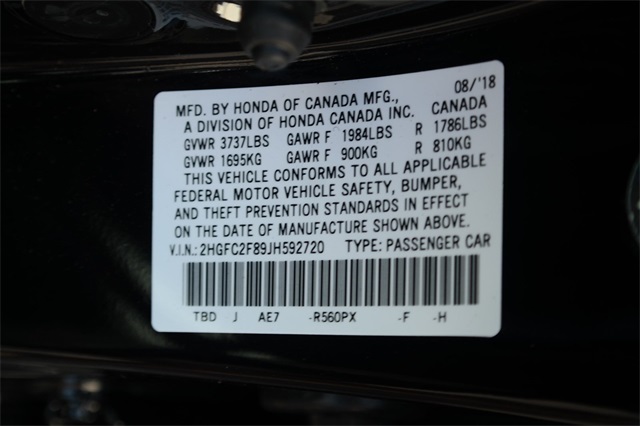 08/'18
MFD. BY HONDA OF CANADA MFG., CANADA
A DIVISION OF HONDA CANADA INC.
GVWR 3737LBS GAWR F 1984LBS R 1786LBS
GVWR 1695KG GAWR F 900KG R 810KG
THIS VEHICLE CONFORMS TO ALL APPLICABLE
FEDERAL MOTOR VEHICLE SAFETY, BUMPER,
AND THEFT PREVENTION STANDARDS IN EFFECT
ON THE DATE OF MANUFACTURE SHOWN ABOVE.
V.I.N.: 2HGFC2F89JH592720 TYPE: PASSENGER CAR
TBD J AE7 -R560PX -F -H